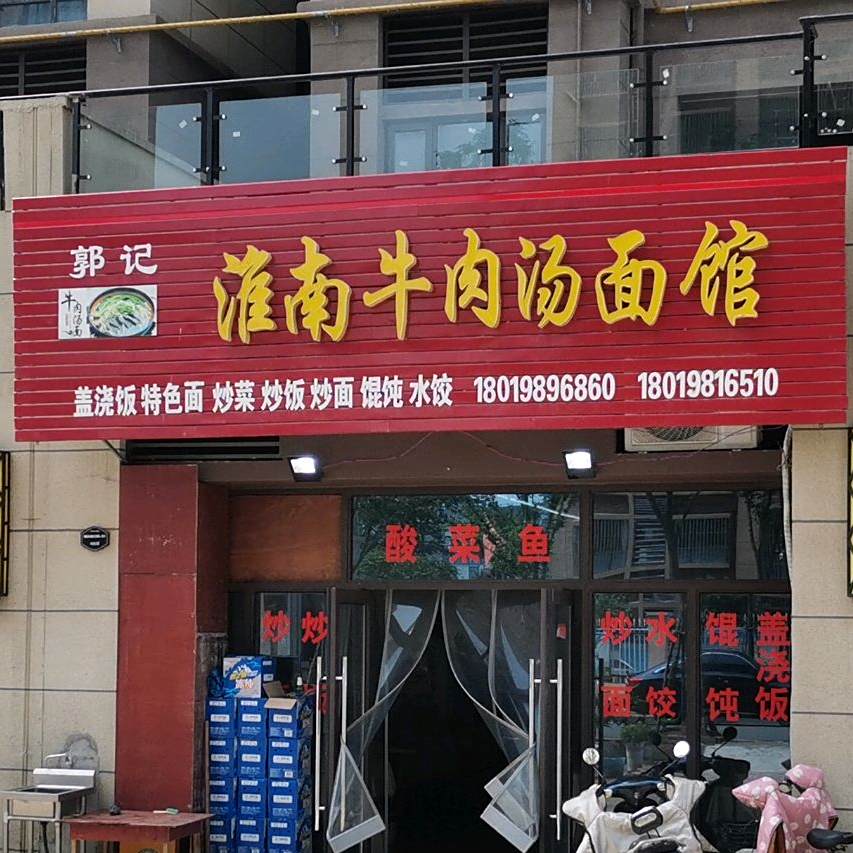 郭记
淮南牛肉汤面馆
牛肉汤面
盖浇饭 特色面 炒菜 炒饭 炒面 馄饨 水饺 18019896860 18019816510
酸菜鱼
炒
炒
炒面
水饺
馄饨
盖浇饭